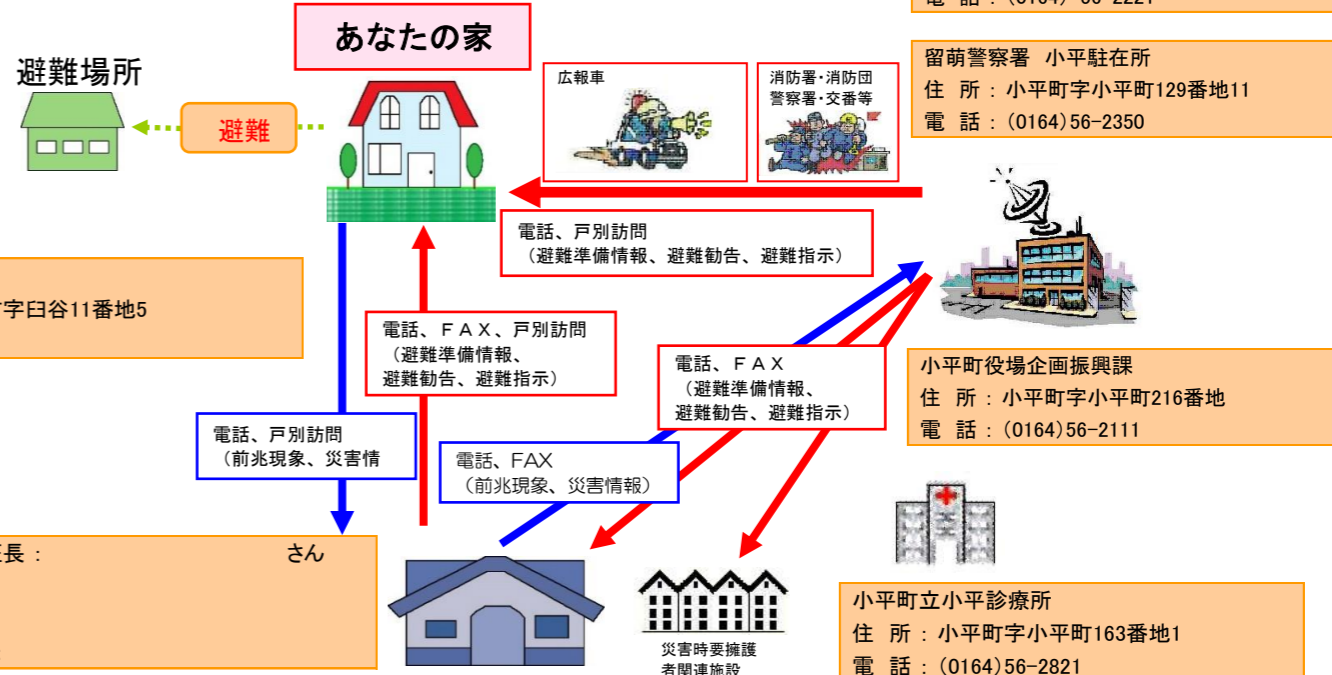 電 話 : (0164) 56-2221
あなたの家
避難場所
避難
広報車
消防署・消防団
警察署・交番等
留萌警察署 小平駐在所
住 所 : 小平町字小平町129番地11
電 話 : (0164)56-2350
電話、戸別訪問
（避難準備情報、避難勧告、避難指示）
字臼谷11番地5
電話、ＦＡＸ、戸別訪問
（避難準備情報、
避難勧告、避難指示）
電話、ＦＡＸ
（避難準備情報、
避難勧告、避難指示）
小平町役場企画振興課
住 所 : 小平町字小平町216番地
電 話 : (0164)56-2111
電話、戸別訪問
（前兆現象、災害情
電話、FAX
（前兆現象、災害情報）
長 : さん
災害時要擁護
者関連施設
小平町立小平診療所
住 所 : 小平町字小平町163番地1
電 話 : (0164)56-2821